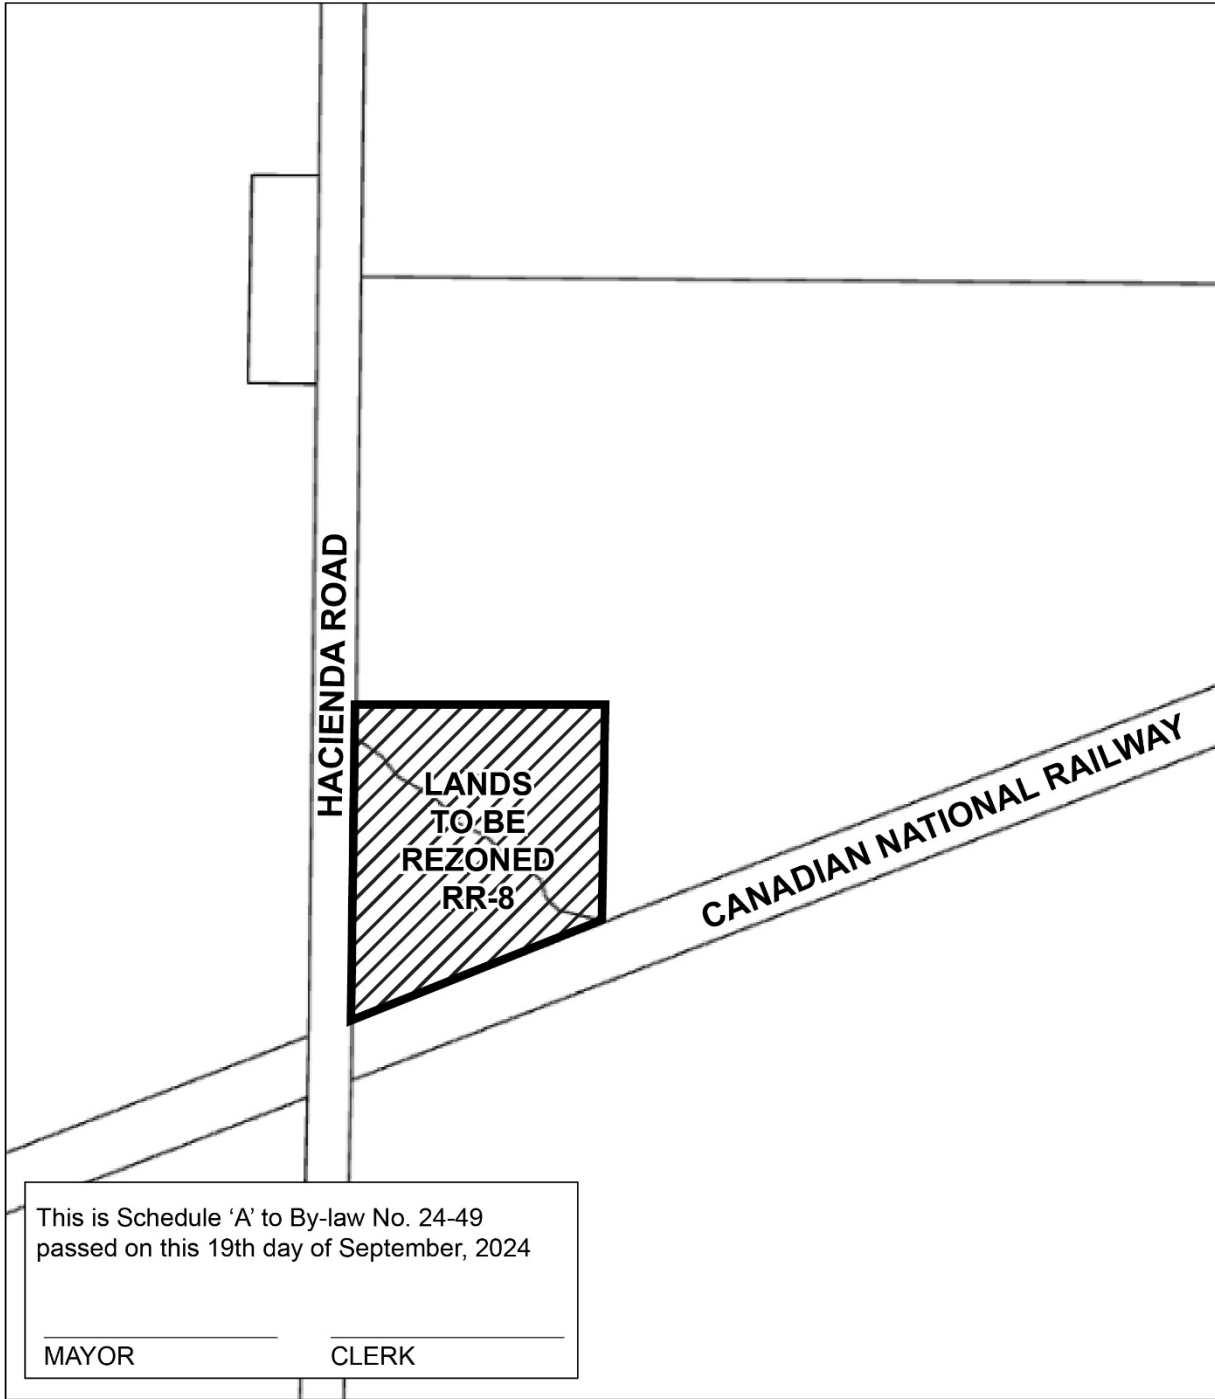 HACIENDA ROAD
LANDS
TO BE
REZONED
RR-8
CANADIAN NATIONAL RAILWAY
This is Schedule ‘A’ to By-law No. 24-49
passed on this 19th day of September, 2024
MAYOR
CLERK